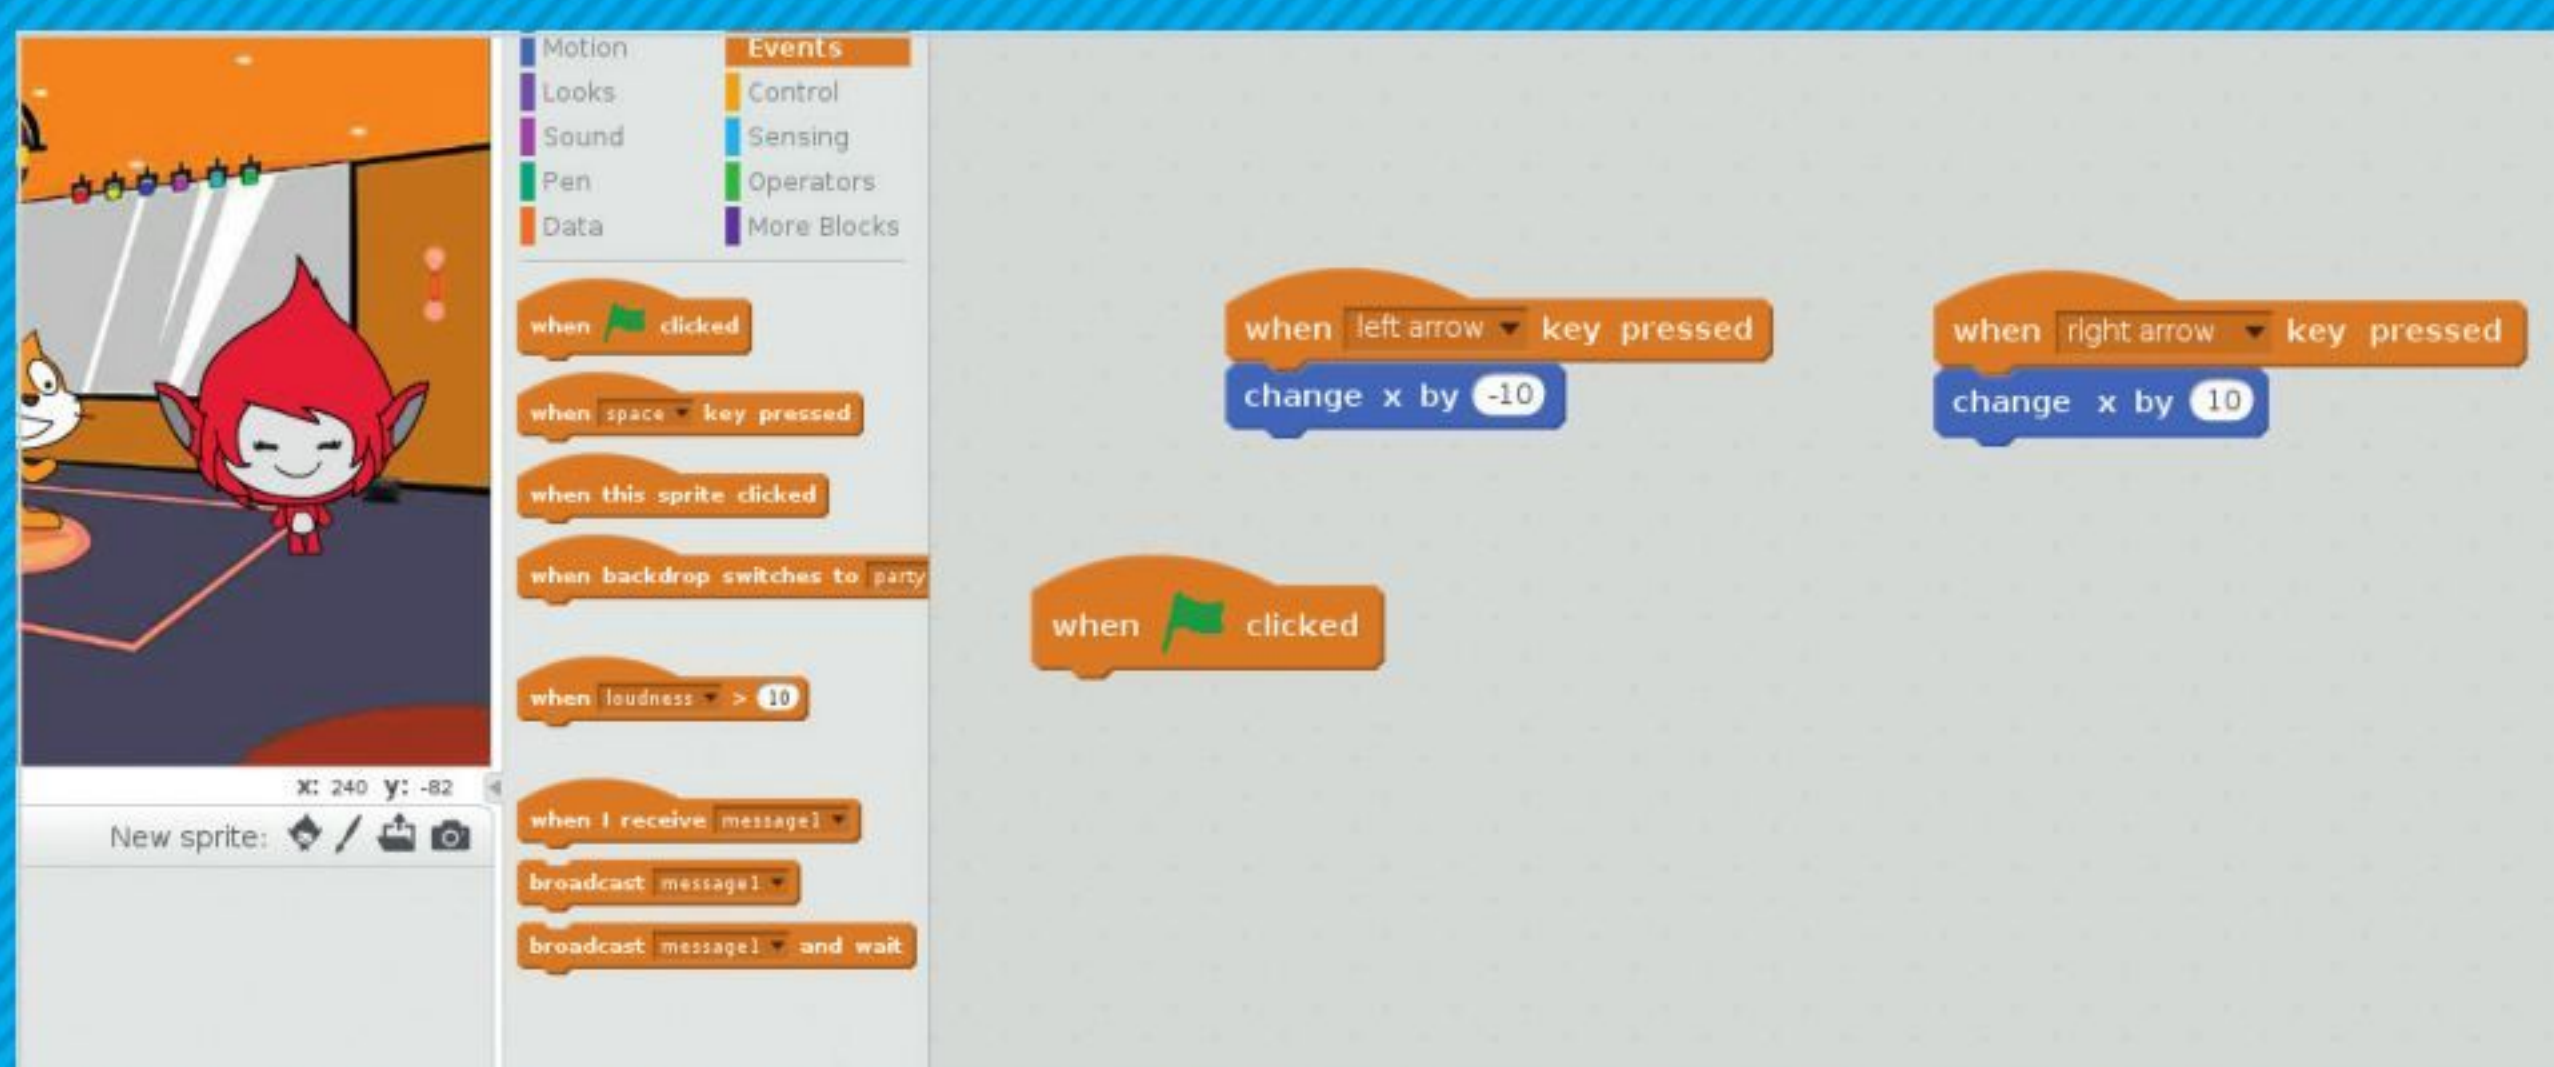 Motion
Events
Looks
Control
Sound
Sensing
Pen
Operators
Data
More Blocks
when clicked
when space key pressed
when this sprite clicked
when backdrop switches to party
when loudness > 10
when I receive message1
broadcast message1
broadcast message1 and wait
x: 240 y: -82
New sprite:
when left arrow key pressed
change x by -10
when right arrow key pressed
change x by 10
when clicked